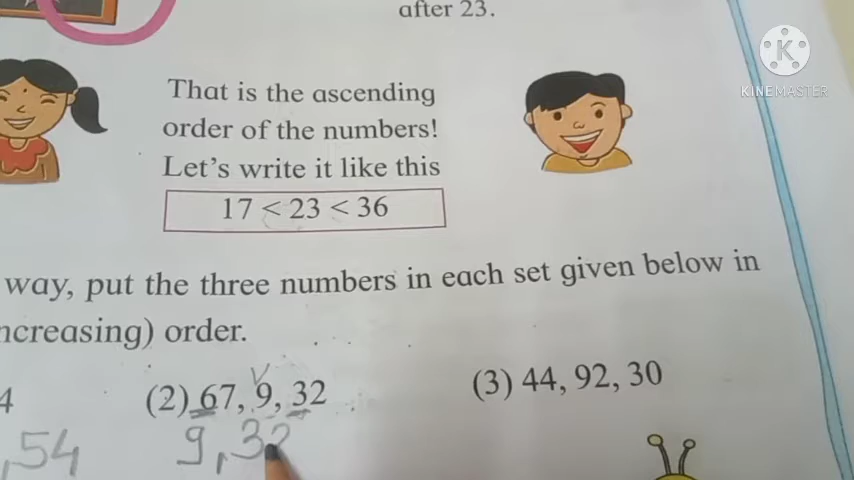 after 23.
KINEMASTER
That is the ascending
order of the numbers!
Let's write it like this
17 < 23 < 36
way, put the three numbers in each set given below in
ncreasing) order.
4 (2) 67, 9, 32 (3) 44, 92, 30
, 54 9, 32